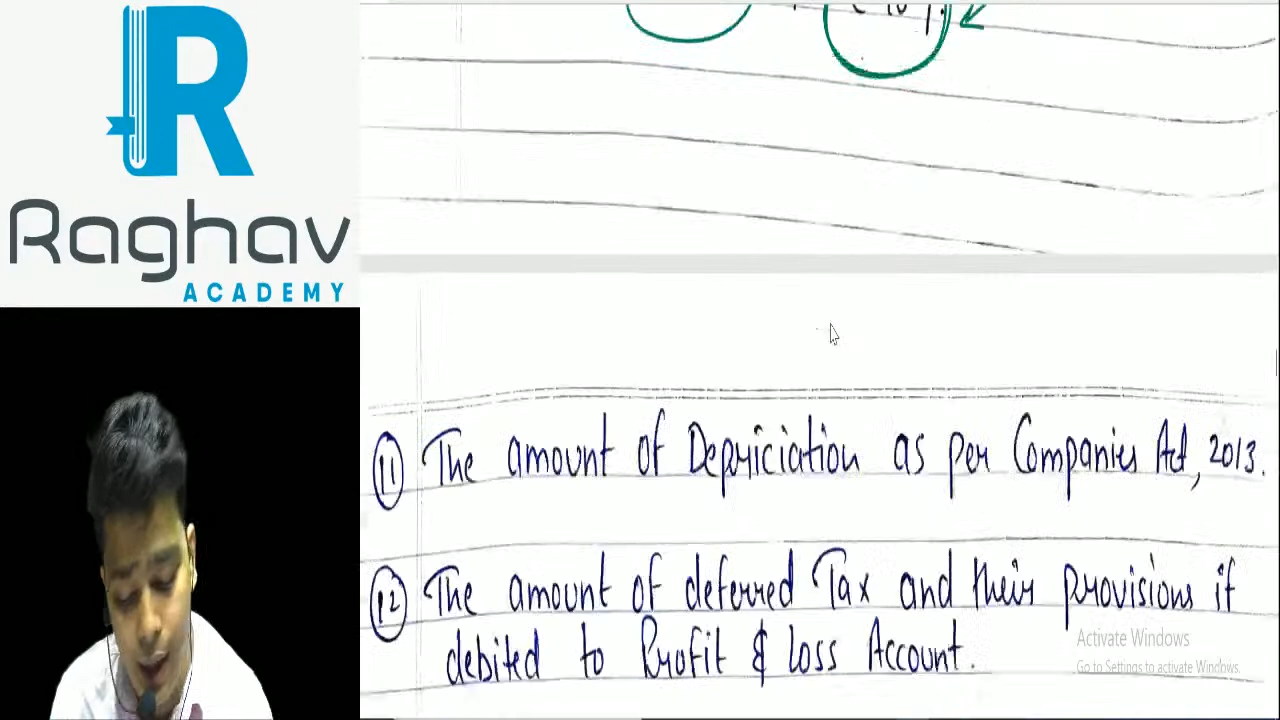 R
Raghav
ACADEMY
11 The amount of Depriciation as per Companies Act, 2013.
12 The amount of deferred Tax and their provisions if
debited to Profit & loss Account.
Activate Windows
Go to Settings to activate Windows.